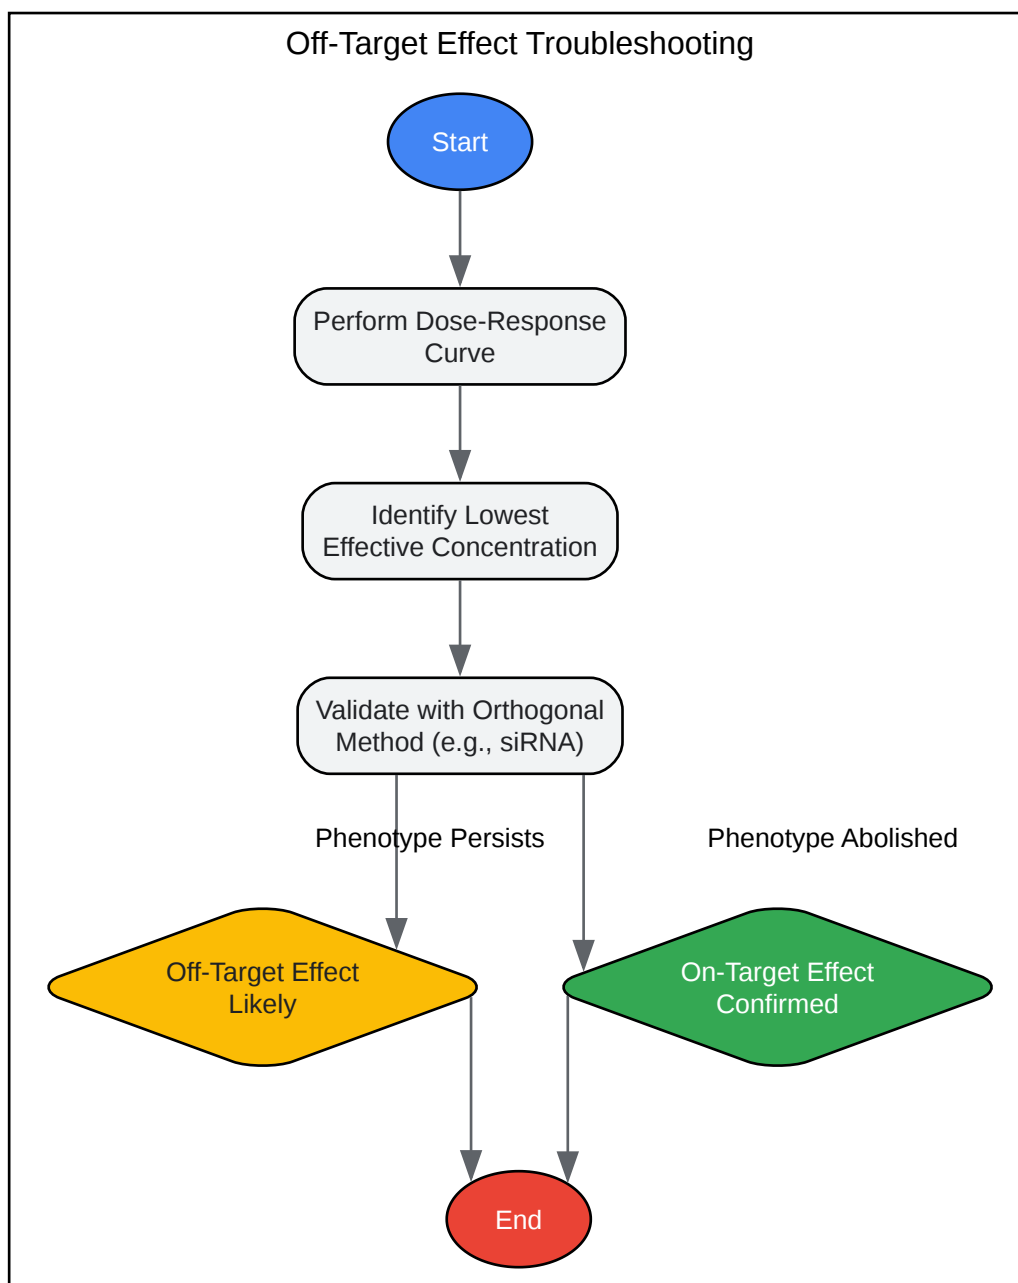 Off-Target Effect Troubleshooting
Start
Perform Dose-Response
Curve
Identify Lowest
Effective Concentration
Validate with Orthogonal
Method (e.g., siRNA)
Phenotype Persists
Phenotype Abolished
Off-Target Effect
Likely
On-Target Effect
Confirmed
End